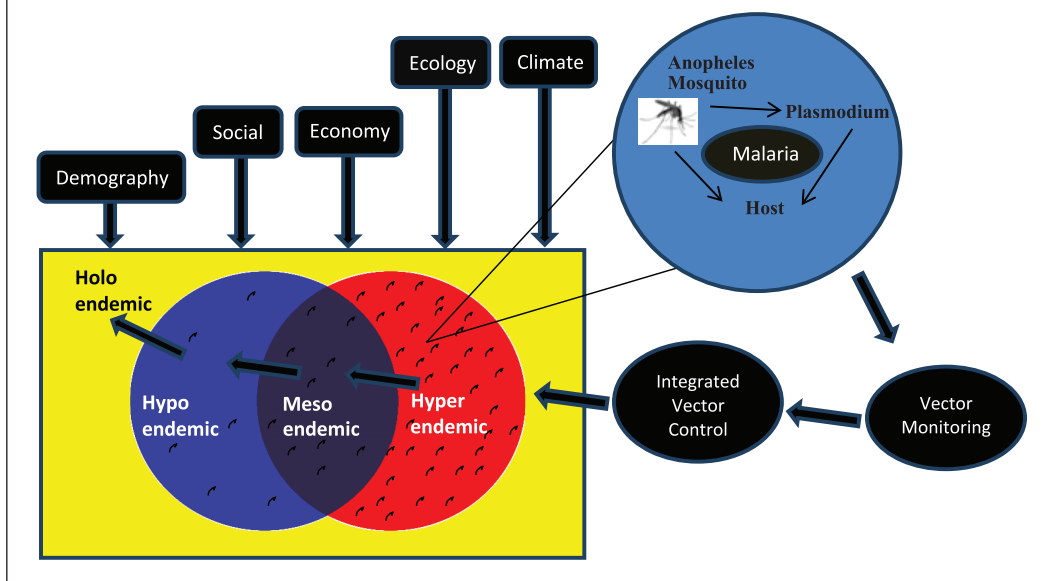 Ecology
Climate
Social
Economy
Demography
Anopheles
Mosquito
Plasmodium
Malaria
Host
Holo
endemic
Hypo
endemic
Meso
endemic
Hyper
endemic
Integrated
Vector
Control
Vector
Monitoring